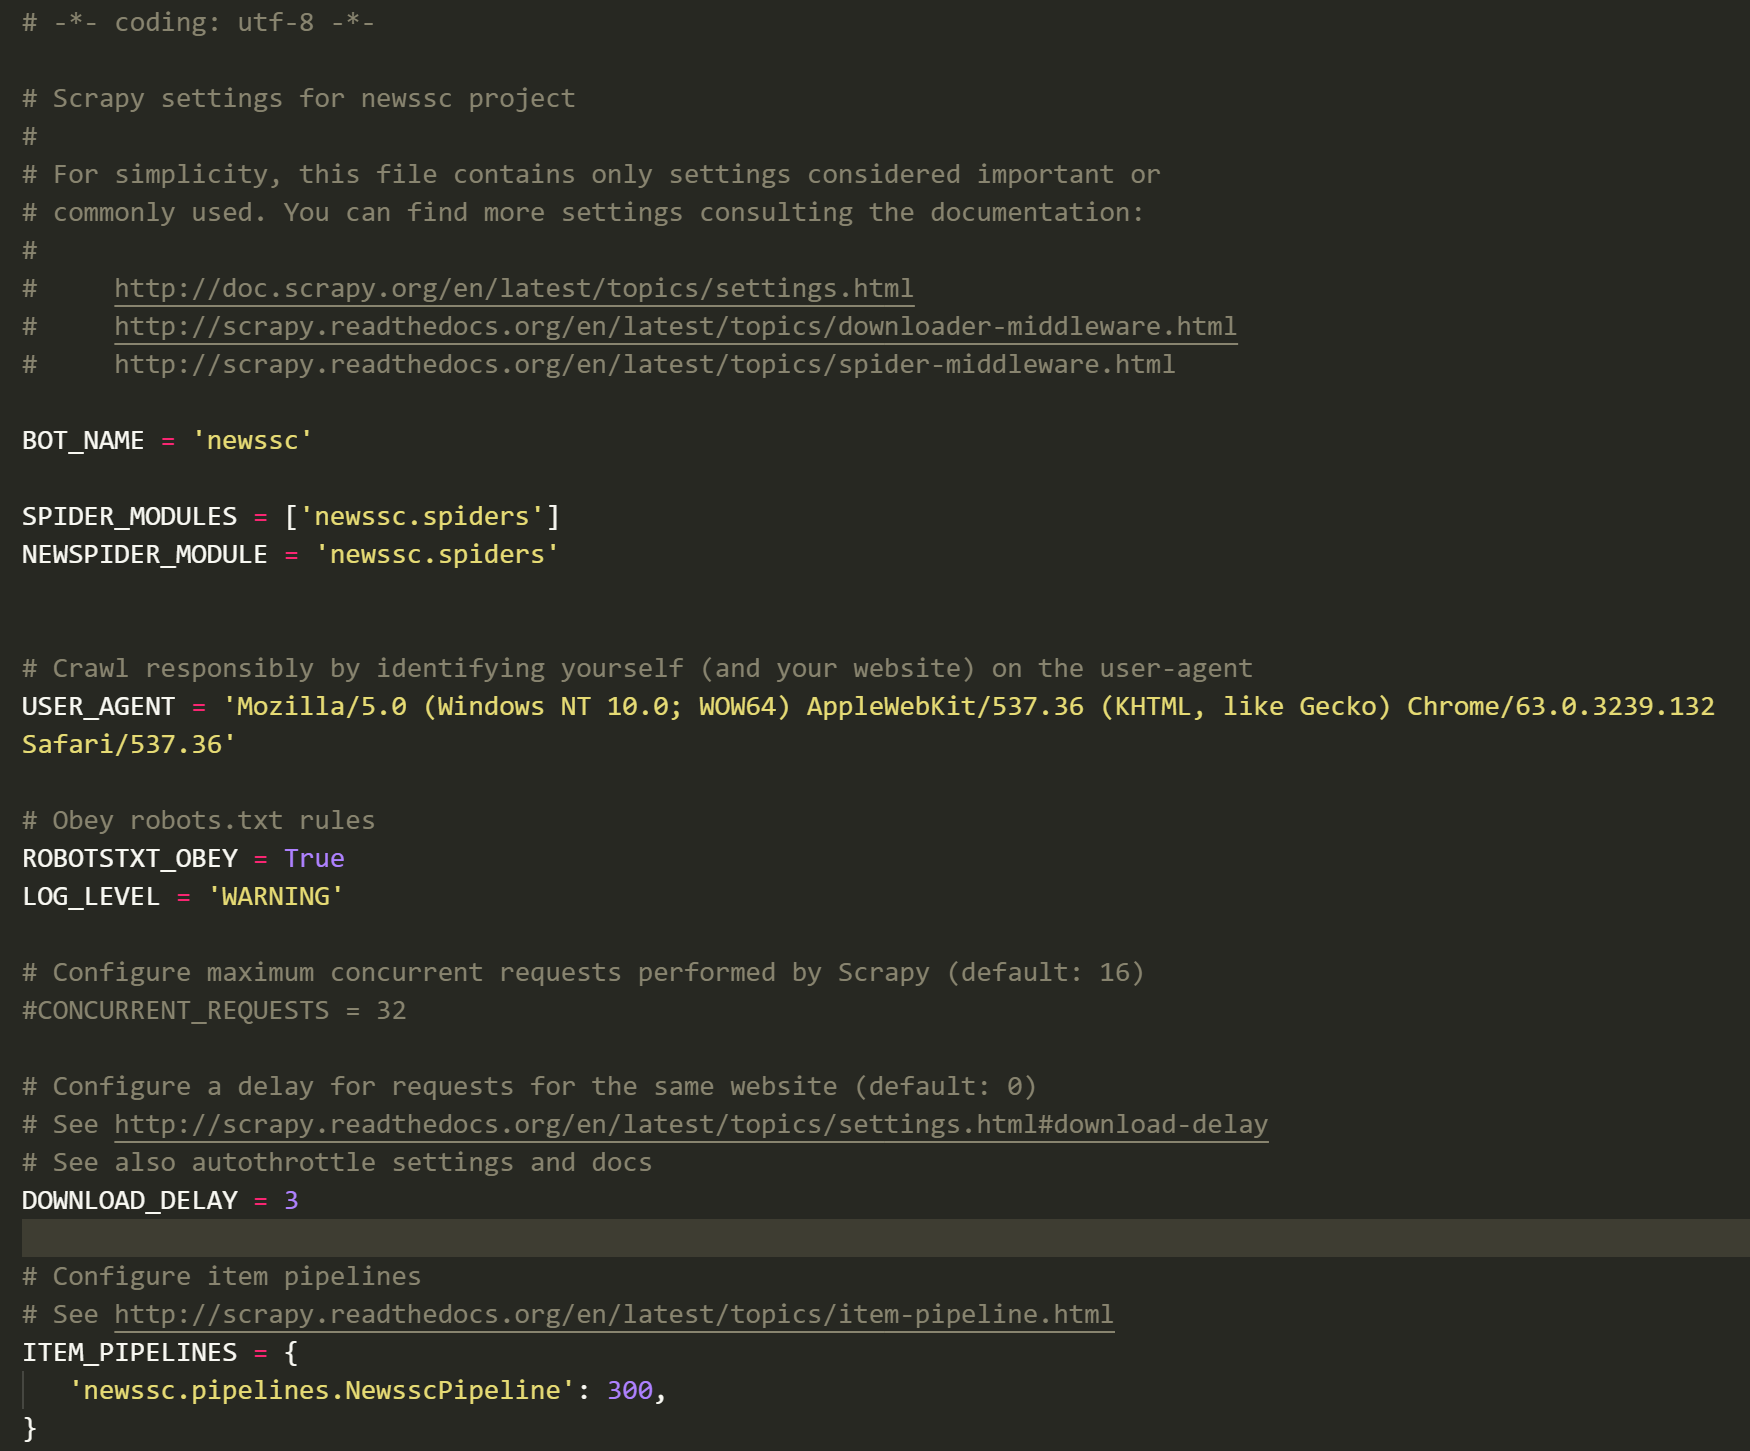 # -*- coding: utf-8 -*-
# Scrapy settings for newssc project
#
# For simplicity, this file contains only settings considered important or
# commonly used. You can find more settings consulting the documentation:
#
#     http://doc.scrapy.org/en/latest/topics/settings.html
#     http://scrapy.readthedocs.org/en/latest/topics/downloader-middleware.html
#     http://scrapy.readthedocs.org/en/latest/topics/spider-middleware.html
BOT_NAME = 'newssc'
SPIDER_MODULES = ['newssc.spiders']
NEWSPIDER_MODULE = 'newssc.spiders'
# Crawl responsibly by identifying yourself (and your website) on the user-agent
USER_AGENT = 'Mozilla/5.0 (Windows NT 10.0; WOW64) AppleWebKit/537.36 (KHTML, like Gecko) Chrome/63.0.3239.132
Safari/537.36'
# Obey robots.txt rules
ROBOTSTXT_OBEY = True
LOG_LEVEL = 'WARNING'
# Configure maximum concurrent requests performed by Scrapy (default: 16)
#CONCURRENT_REQUESTS = 32
# Configure a delay for requests for the same website (default: 0)
# See http://scrapy.readthedocs.org/en/latest/topics/settings.html#download-delay
# See also autothrottle settings and docs
DOWNLOAD_DELAY = 3
# Configure item pipelines
# See http://scrapy.readthedocs.org/en/latest/topics/item-pipeline.html
ITEM_PIPELINES = {
   'newssc.pipelines.NewsscPipeline': 300,
}